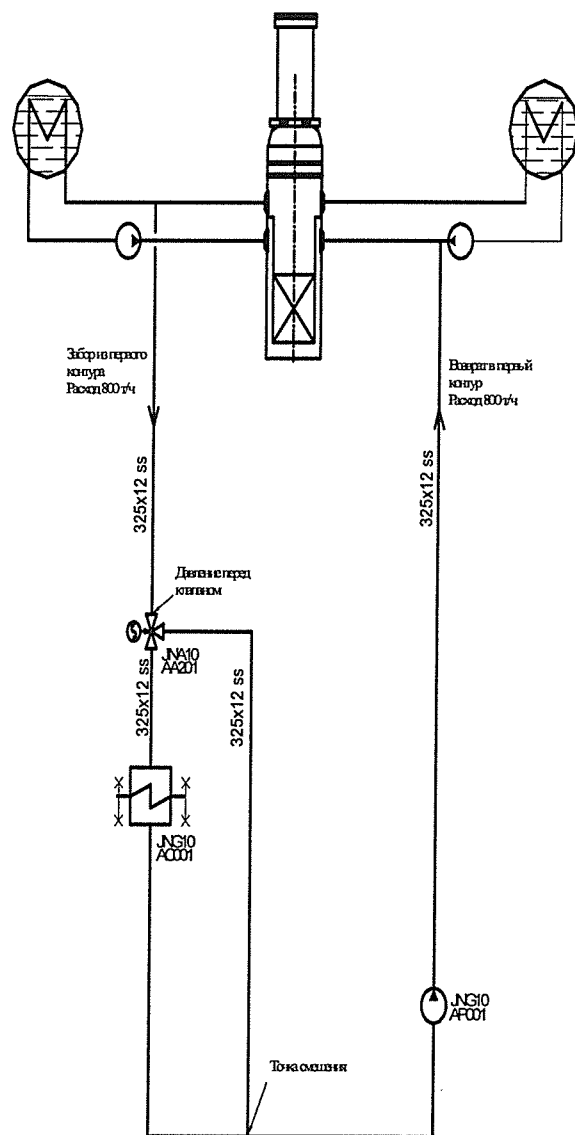 Забор из первого
контура
Расход 800 т/ч
Возврат в первый
контур
Расход 800 т/ч
325x12 ss
325x12 ss
Давление перед
клапаном
JNA10
AA201
325x12 ss
325x12 ss
JNG10
AC001
JNG10
AP001
Точка смешения